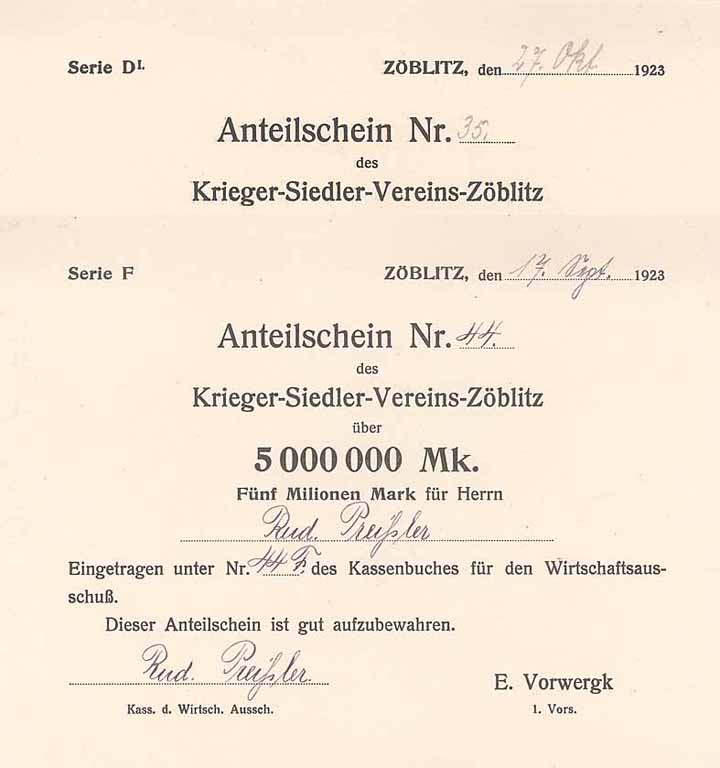 Serie DI. ZÖBLITZ, den 27. Okt. 1923
Anteilschein Nr. 35.
des
Krieger-Siedler-Vereins-Zöblitz
Serie F ZÖBLITZ, den 17. Sept. 1923
Anteilschein Nr. 44.
des
Krieger-Siedler-Vereins-Zöblitz
über
5 000 000 Mk.
Fünf Milionen Mark für Herrn
Rud. Preißler
Eingetragen unter Nr. 44 F. des Kassenbuches für den Wirtschaftsaus-
schuß.
Dieser Anteilschein ist gut aufzubewahren.
Rud. Preißler. E. Vorwergk
Kass. d. Wirtsch. Aussch. 1. Vors.